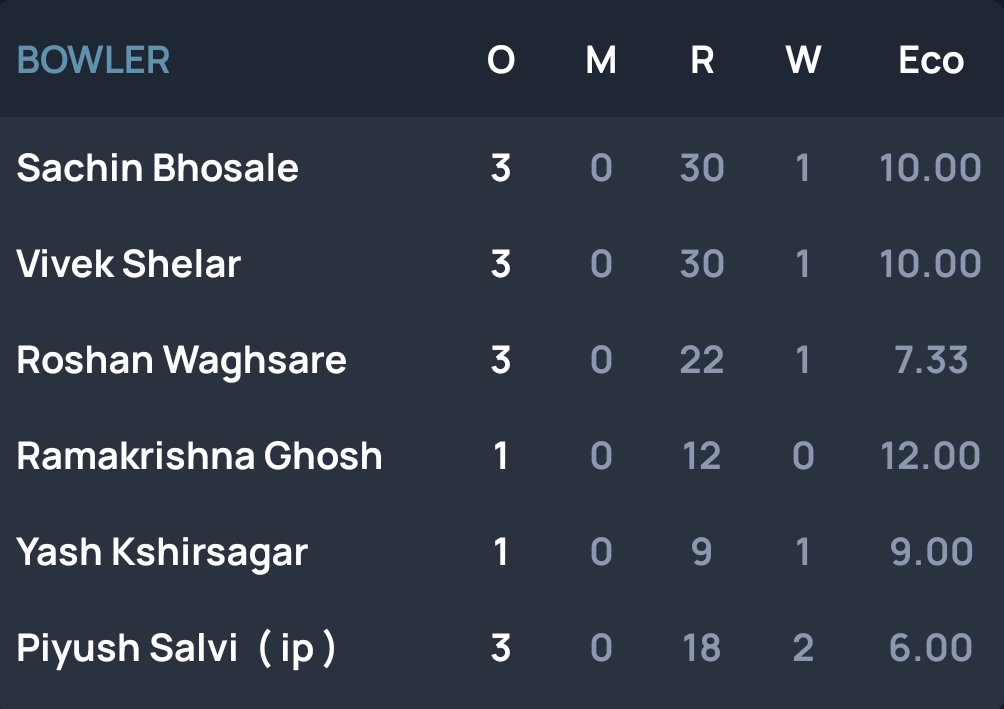 BOWLER O M R W Eco
Sachin Bhosale 3 0 30 1 10.00
Vivek Shelar 3 0 30 1 10.00
Roshan Waghsare 3 0 22 1 7.33
Ramakrishna Ghosh 1 0 12 0 12.00
Yash Kshirsagar 1 0 9 1 9.00
Piyush Salvi ( ip ) 3 0 18 2 6.00